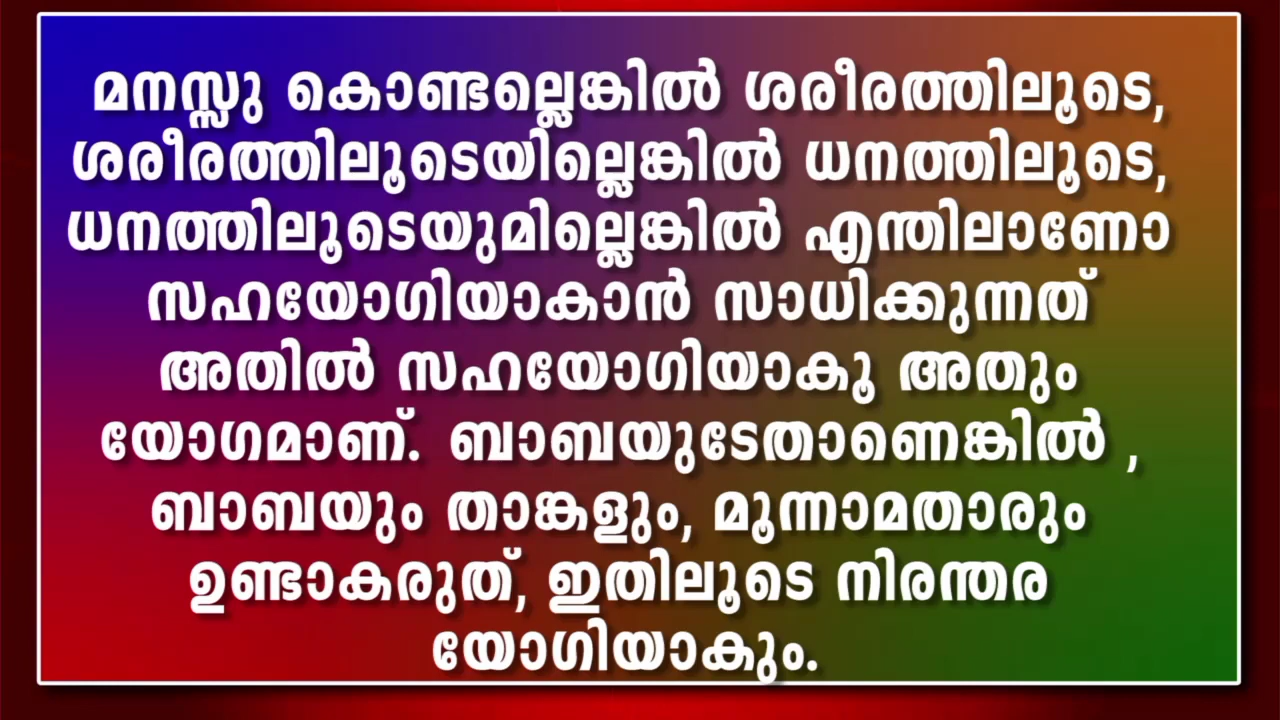 മനസ്സു കൊണ്ടല്ലെങ്കിൽ ശരീരത്തിലൂടെ,
ശരീരത്തിലൂടെയില്ലെങ്കിൽ ധനത്തിലൂടെ,
ധനത്തിലൂടെയുമില്ലെങ്കിൽ എന്തിലാണോ
സഹയോഗിയാകാൻ സാധിക്കുന്നത്
അതിൽ സഹയോഗിയാകൂ അതും
യോഗമാണ്. ബാബയുടേതാണെങ്കിൽ ,
ബാബയും താങ്കളും, മൂന്നാമതാരും
ഉണ്ടാകരുത്, ഇതിലൂടെ നിരന്തര
യോഗിയാകും.